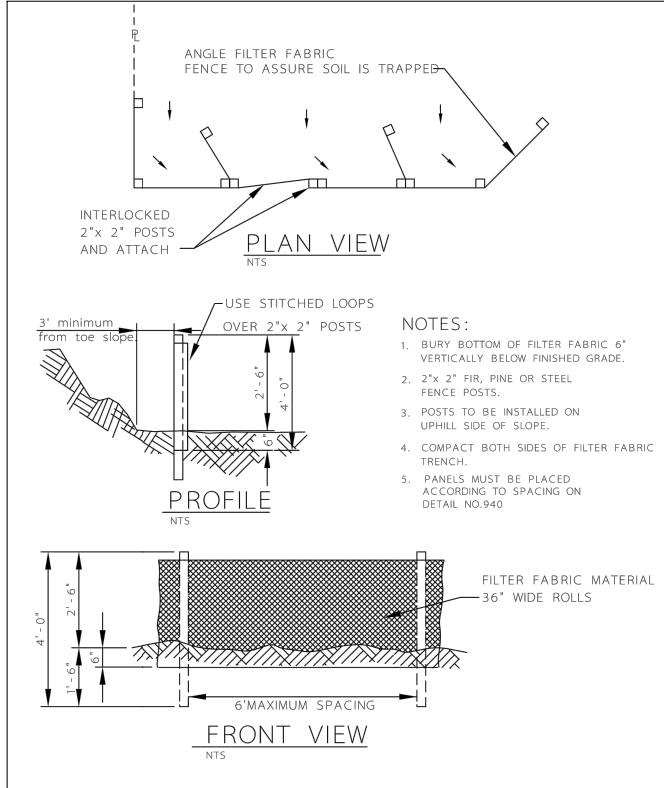 PL
ANGLE FILTER FABRIC
FENCE TO ASSURE SOIL IS TRAPPED
INTERLOCKED
2"x 2" POSTS
AND ATTACH
PLAN VIEW
NTS
3' minimum
from toe slope.
USE STITCHED LOOPS
OVER 2"x 2" POSTS
2'-6"
4'-0"
6"
PROFILE
NTS
NOTES:
1. BURY BOTTOM OF FILTER FABRIC 6"
VERTICALLY BELOW FINISHED GRADE.
2. 2"x 2" FIR, PINE OR STEEL
FENCE POSTS.
3. POSTS TO BE INSTALLED ON
UPHILL SIDE OF SLOPE.
4. COMPACT BOTH SIDES OF FILTER FABRIC
TRENCH.
5. PANELS MUST BE PLACED
ACCORDING TO SPACING ON
DETAIL NO.940
4'-0"
2'-6"
1'-6"
6"
FILTER FABRIC MATERIAL
36" WIDE ROLLS
6'MAXIMUM SPACING
FRONT VIEW
NTS